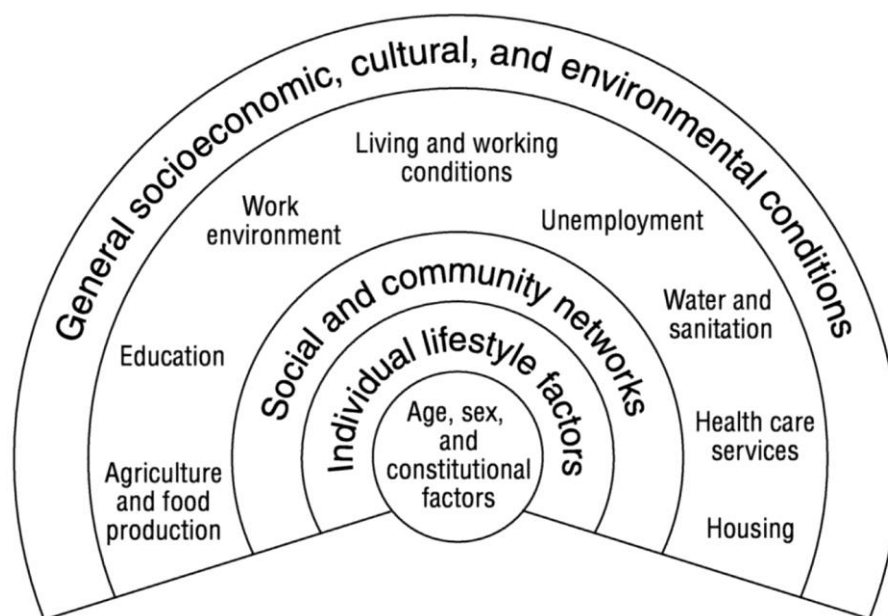 General socioeconomic, cultural, and environmental conditions
Living and working
conditions
Work
environment
Unemployment
Water and
sanitation
Education
Health care
services
Agriculture
and food
production
Housing
Social and community networks
Individual lifestyle factors
Age, sex,
and
constitutional
factors